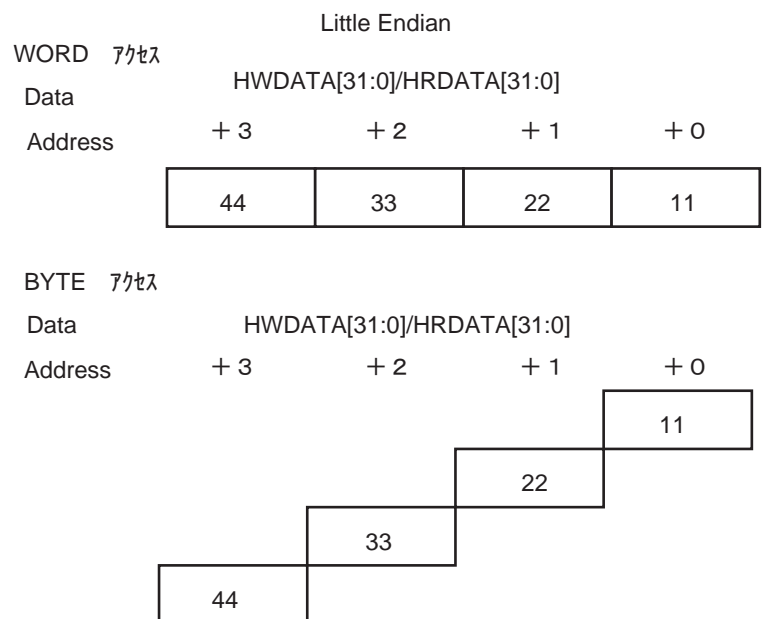 Little Endian
WORD ｱｸｾｽ
Data HWDATA[31:0]/HRDATA[31:0]
Address ＋３ ＋２ ＋１ ＋０
44 33 22 11
BYTE ｱｸｾｽ
Data HWDATA[31:0]/HRDATA[31:0]
Address ＋３ ＋２ ＋１ ＋０
11
22
33
44